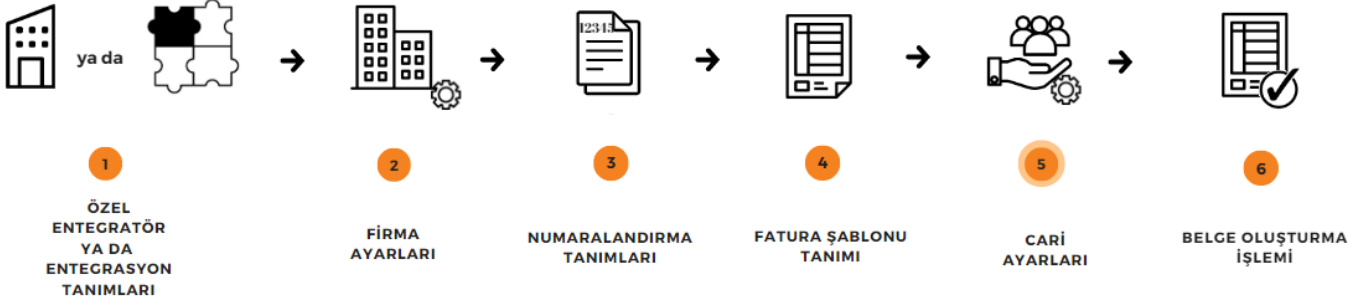 ya da
12345
1
2
3
4
5
6
ÖZEL
ENTEGRATÖR
YA DA
ENTEGRASYON
TANIMLARI
FİRMA
AYARLARI
NUMARALANDIRMA
TANIMLARI
FATURA ŞABLONU
TANIMI
CARİ
AYARLARI
BELGE OLUŞTURMA
İŞLEMİ